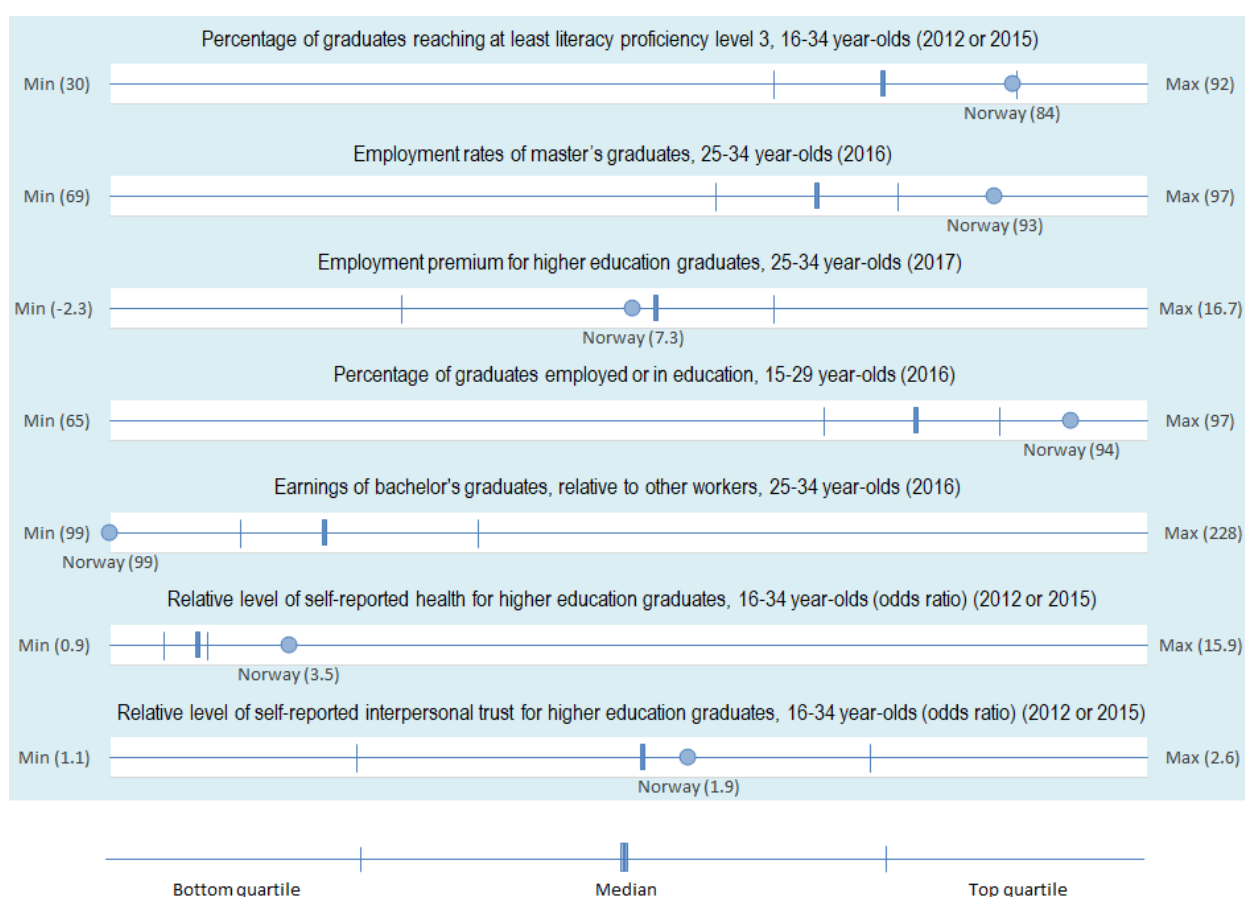 Percentage of graduates reaching at least literacy proficiency level 3, 16-34 year-olds (2012 or 2015)
Min (30)
Max (92)
Norway (84)
Employment rates of master's graduates, 25-34 year-olds (2016)
Min (69)
Max (97)
Norway (93)
Employment premium for higher education graduates, 25-34 year-olds (2017)
Min (-2.3)
Max (16.7)
Norway (7.3)
Percentage of graduates employed or in education, 15-29 year-olds (2016)
Min (65)
Max (97)
Norway (94)
Earnings of bachelor's graduates, relative to other workers, 25-34 year-olds (2016)
Min (99)
Max (228)
Norway (99)
Relative level of self-reported health for higher education graduates, 16-34 year-olds (odds ratio) (2012 or 2015)
Min (0.9)
Max (15.9)
Norway (3.5)
Relative level of self-reported interpersonal trust for higher education graduates, 16-34 year-olds (odds ratio) (2012 or 2015)
Min (1.1)
Max (2.6)
Norway (1.9)
Bottom quartile
Median
Top quartile